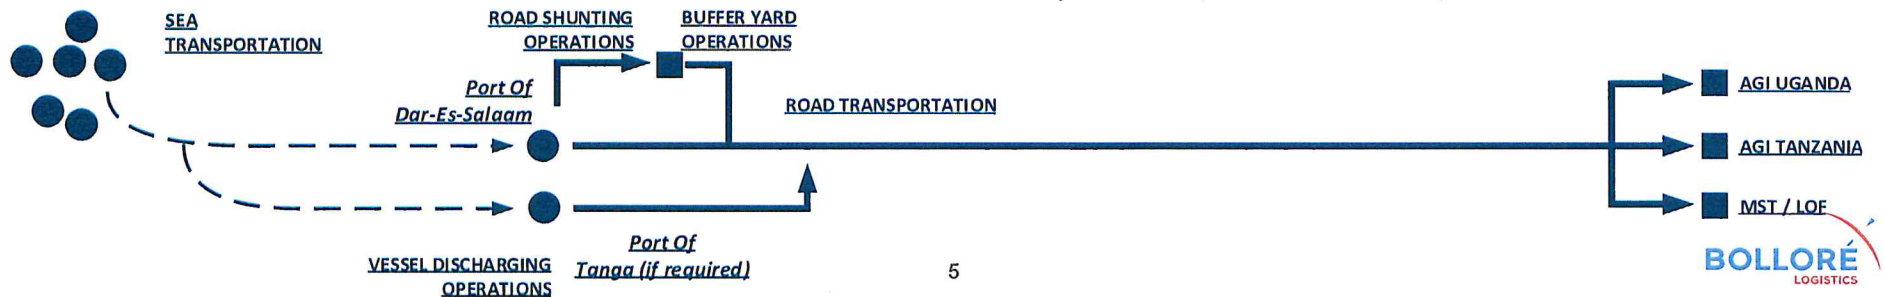 SEA
TRANSPORTATION
ROAD SHUNTING
OPERATIONS
BUFFER YARD
OPERATIONS
Port Of
Dar-Es-Salaam
ROAD TRANSPORTATION
AGI UGANDA
AGI TANZANIA
MST / LOF
VESSEL DISCHARGING
OPERATIONS
Port Of
Tanga (if required)
5
BOLLORÉ
LOGISTICS